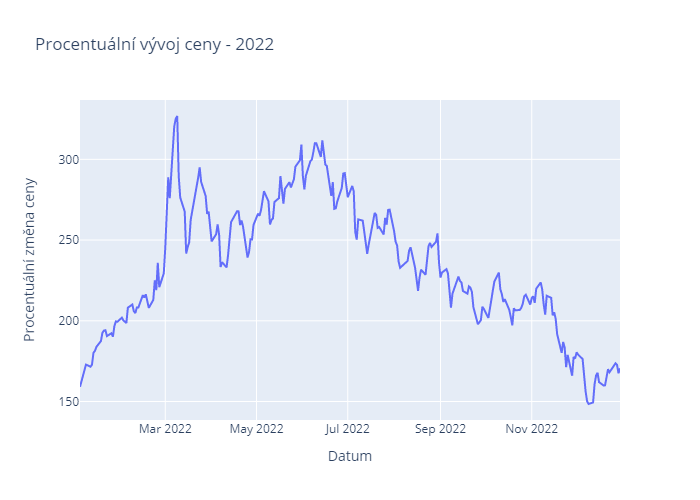 Procentuální vývoj ceny - 2022
Procentuální změna ceny
300
250
200
150
Mar 2022
May 2022
Jul 2022
Sep 2022
Nov 2022
Datum